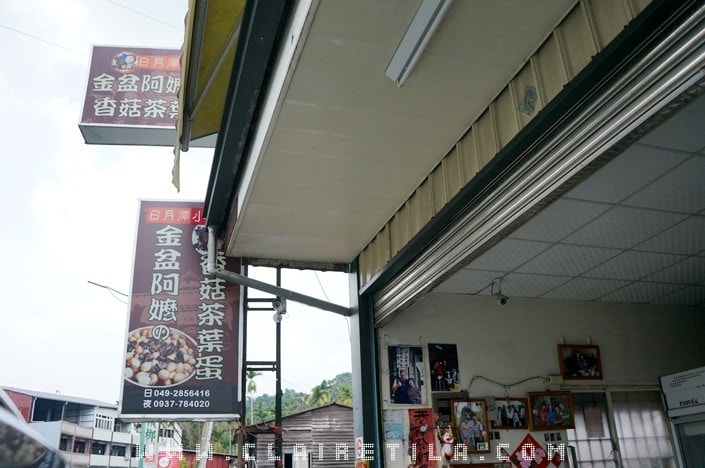 日月潭
金盆阿嬤
香菇茶葉
日月潭小
金盆阿嬤の
香菇茶葉蛋
日049-2856416
夜0937-784020
WWW.CLAIRETILA.COM